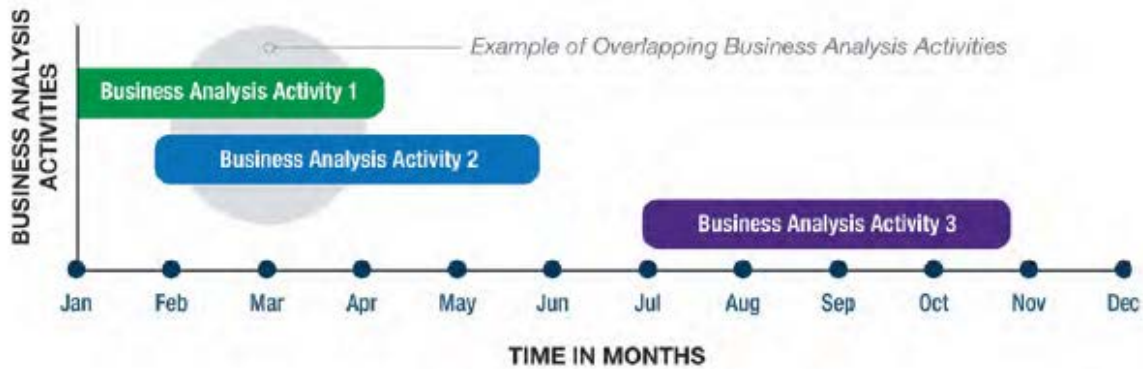 BUSINESS ANALYSIS
ACTIVITIES
Example of Overlapping Business Analysis Activities
Business Analysis Activity 1
Business Analysis Activity 2
Business Analysis Activity 3
Jan Feb Mar Apr May Jun Jul Aug Sep Oct Nov Dec
TIME IN MONTHS